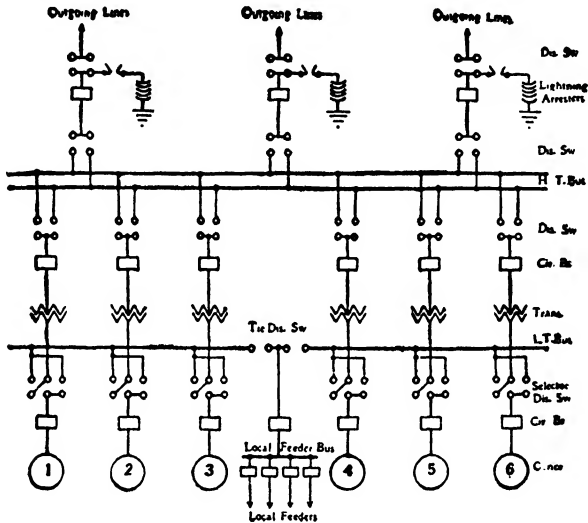 Outgoing Lines Outgoing Lines Outgoing Lines
Dis. Sw
Lightning
Arresters
Dis. Sw
H T. Bus
Dis. Sw
Cir. Br
Trans.
Tie Dis. Sw
L.T. Bus
Selector
Dis. Sw
Cir Br
Local Feeder Bus
1 2 3 4 5 6
Local Feeders